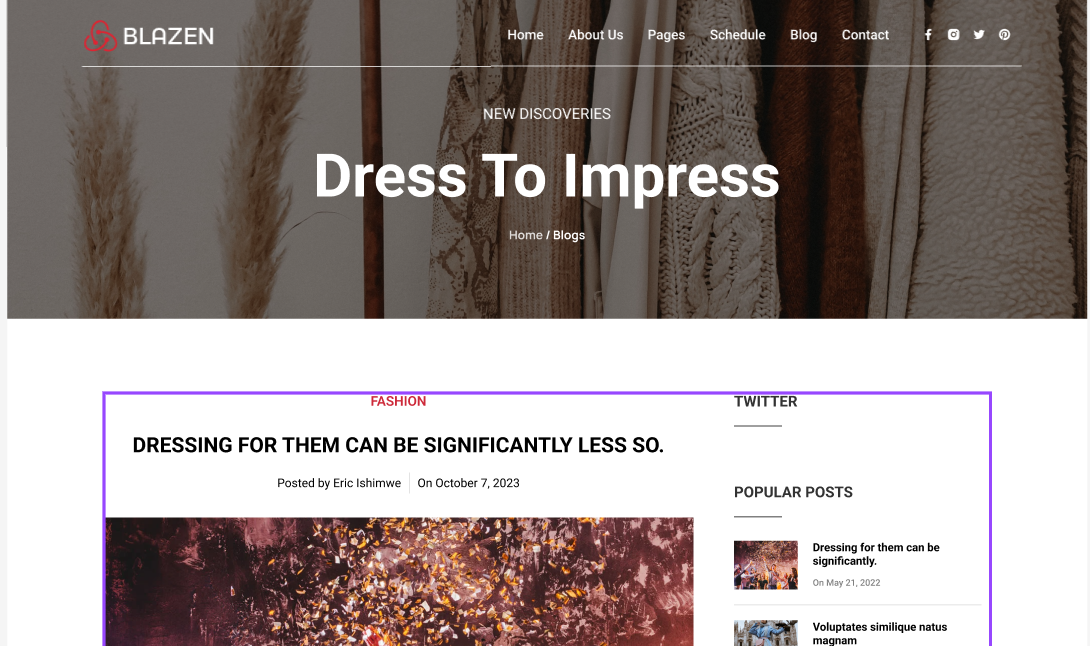 BLAZEN
Home About Us Pages Schedule Blog Contact
NEW DISCOVERIES
Dress To Impress
Home / Blogs
FASHION
DRESSING FOR THEM CAN BE SIGNIFICANTLY LESS SO.
Posted by Eric Ishimwe On October 7, 2023
TWITTER
POPULAR POSTS
Dressing for them can be
significantly.
On May 21, 2022
Voluptates similique natus
magnam